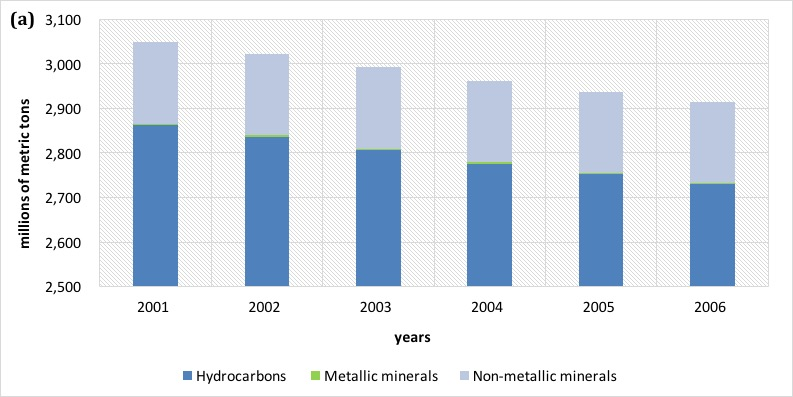 (a)
3,100
3,000
2,900
2,800
2,700
2,600
2,500
millions of metric tons
2001 2002 2003 2004 2005 2006
years
Hydrocarbons Metallic minerals Non-metallic minerals